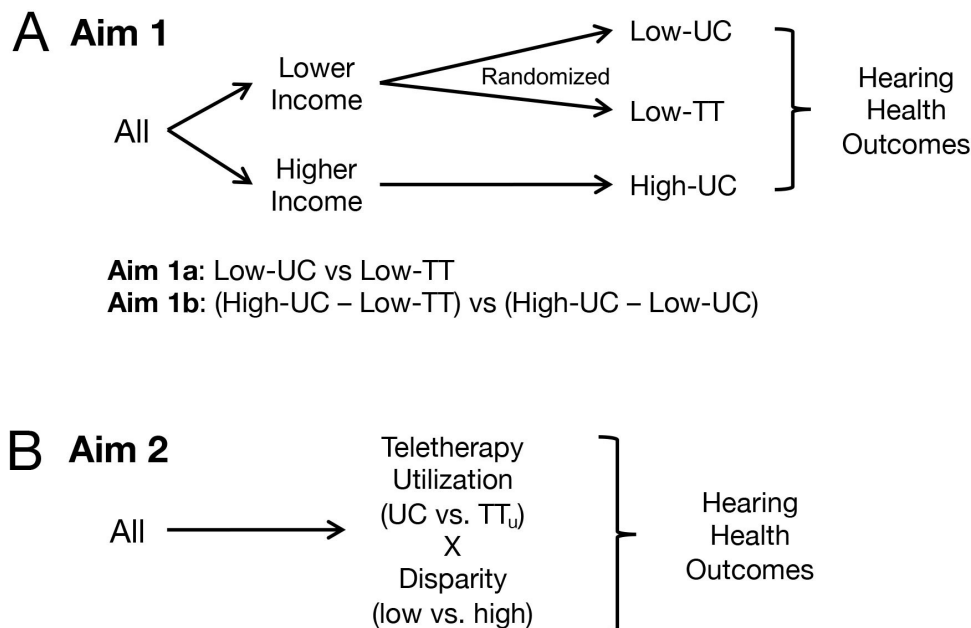 A Aim 1
All
Lower
Income
Higher
Income
Randomized
Low-UC
Low-TT
High-UC
Hearing
Health
Outcomes
Aim 1a: Low-UC vs Low-TT
Aim 1b: (High-UC – Low-TT) vs (High-UC – Low-UC)
B Aim 2
All
Teletherapy
Utilization
(UC vs. TTu)
X
Disparity
(low vs. high)
Hearing
Health
Outcomes